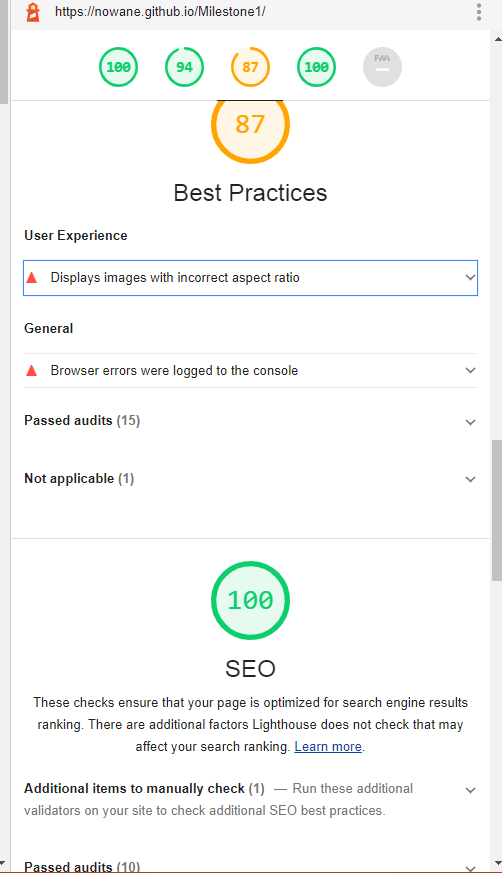 https://nowane.github.io/Milestone1/
100 94 87 100 PWA
87
Best Practices
User Experience
Displays images with incorrect aspect ratio
General
Browser errors were logged to the console
Passed audits (15)
Not applicable (1)
100
SEO
These checks ensure that your page is optimized for search engine results
ranking. There are additional factors Lighthouse does not check that may
affect your search ranking. Learn more.
Additional items to manually check (1) — Run these additional
validators on your site to check additional SEO best practices.
Passed audits (10)